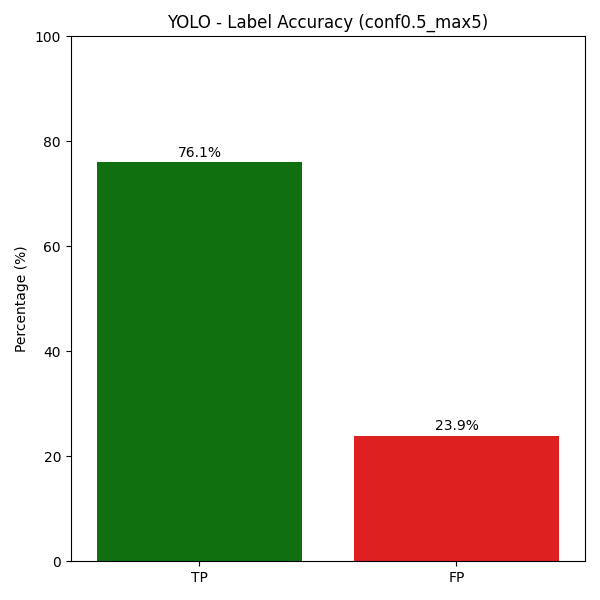 YOLO - Label Accuracy (conf0.5_max5)
Percentage (%)
100
80
60
40
20
0
76.1%
23.9%
TP
FP